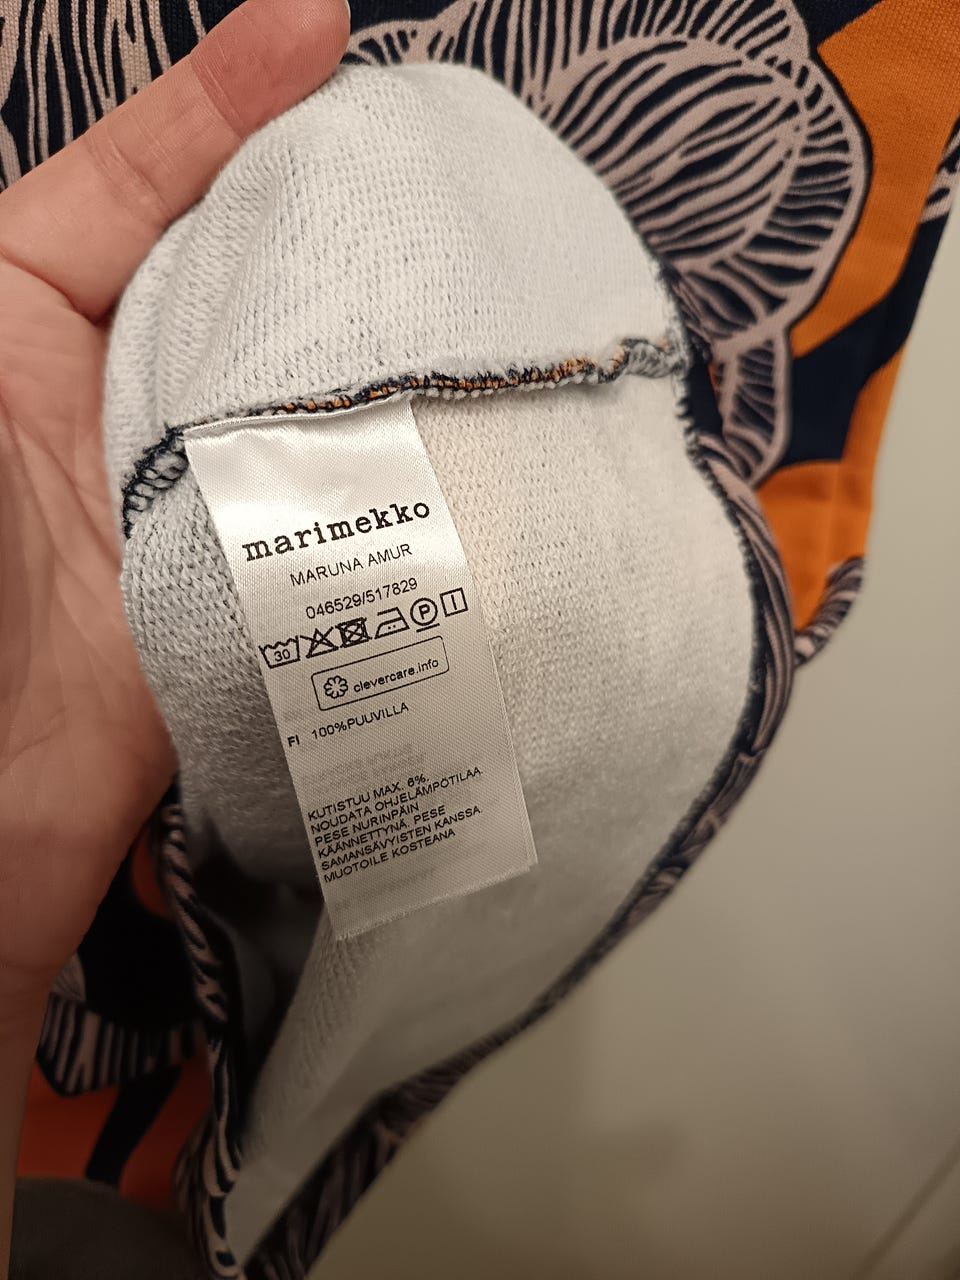 marimekko
MARUNA AMUR
046529/517829
30 P
clevercare.info
FI 100%PUUVILLA
KUTISTUU MAX. 6%.
NOUDATA OHJELÄMPÖTILAA
PESE NURINPÄIN
KÄÄNNETTYNÄ. PESE
SAMANSÄVYISTEN KANSSA
MUOTOILE KOSTEANA